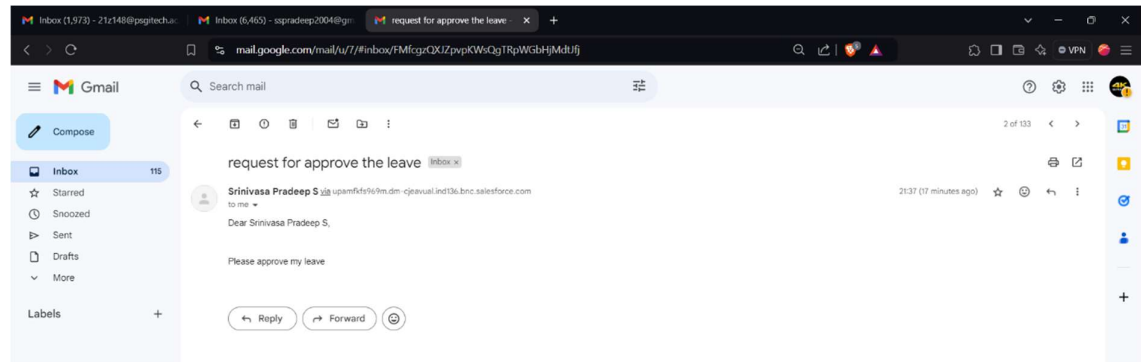 Inbox (1,973) - 21z148@psgitech.ac
Inbox (6,465) - sspradeep2004@gm
request for approve the leave -
mail.google.com/mail/u/7/#inbox/FMfcgzQXJZpvpKWsQgTRpWGbHjMdtJfj
VPN
Gmail
Search mail
Compose
2 of 133
request for approve the leave Inbox x
Inbox 115
Srinivasa Pradeep S via upamfkfs969m.dm-cjeavual.ind136.bnc.salesforce.com
21:37 (17 minutes ago)
Starred
to me
Snoozed
Dear Srinivasa Pradeep S,
Sent
Drafts
Please approve my leave
More
Labels
Reply
Forward